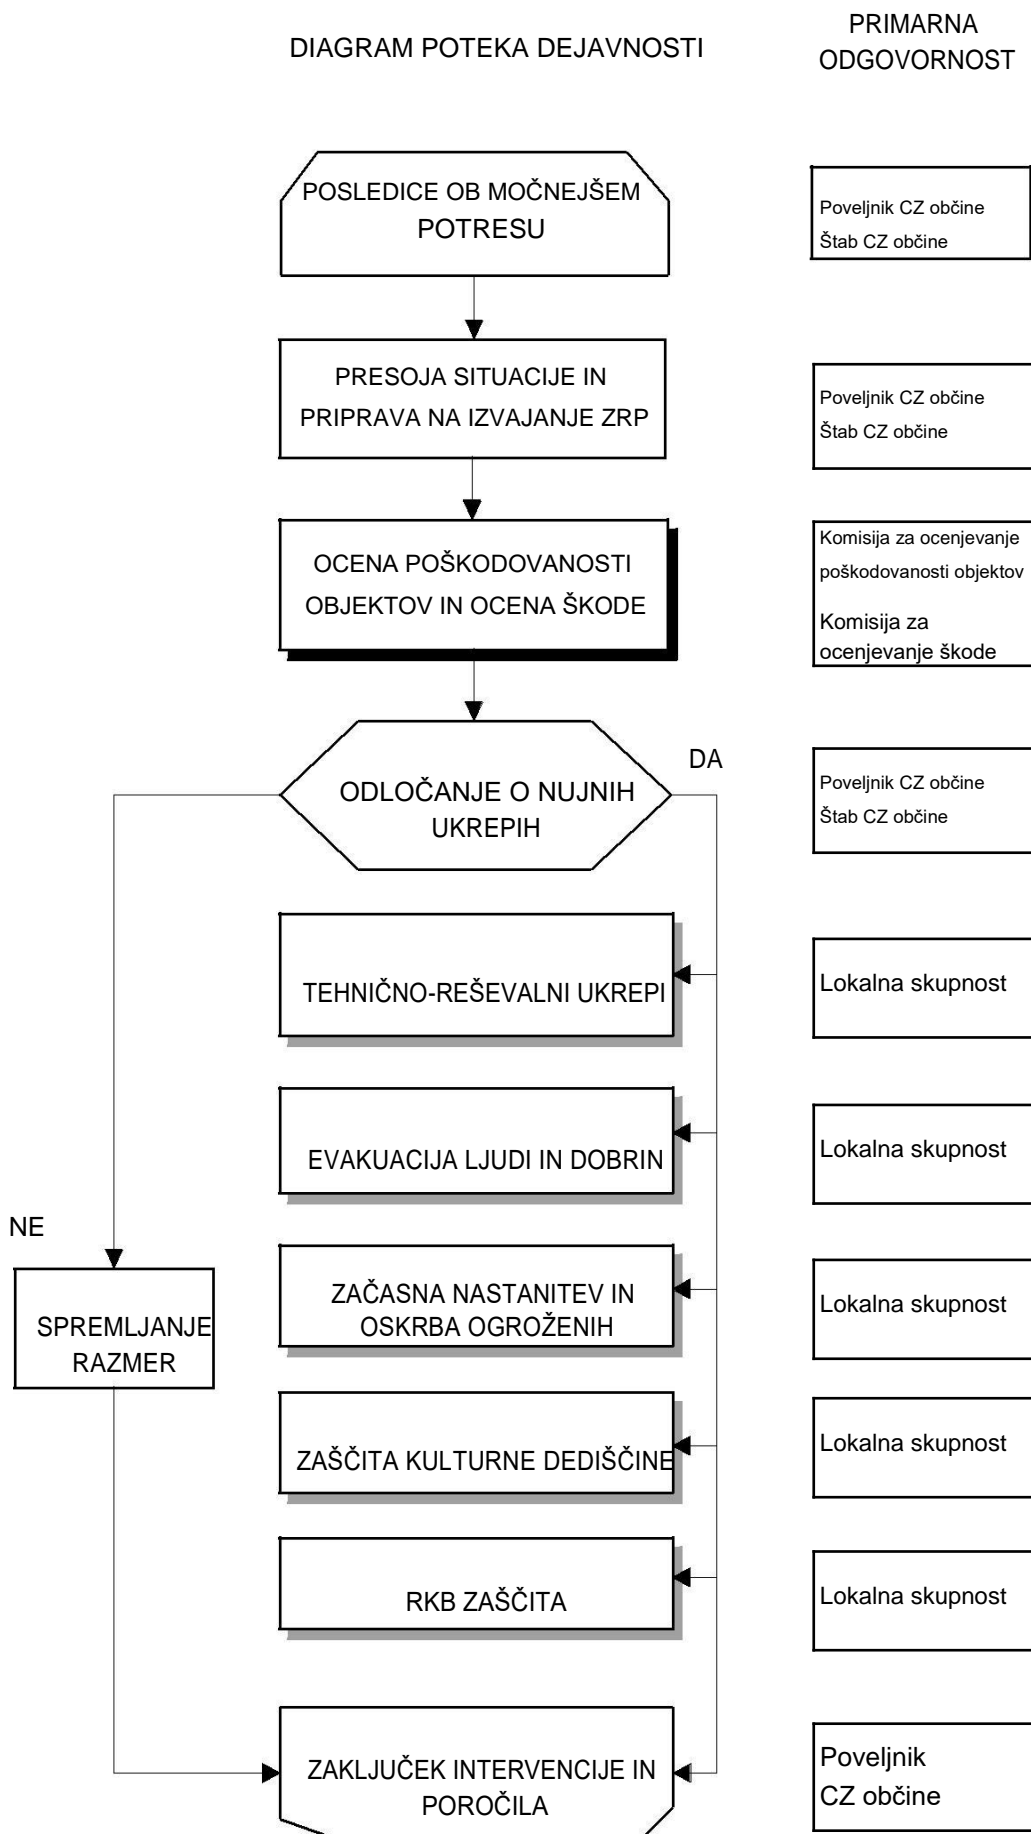 DIAGRAM POTEKA DEJAVNOSTI
PRIMARNA
ODGOVORNOST
POSLEDICE OB MOČNEJŠEM
POTRESU
Poveljnik CZ občine
Štab CZ občine
PRESOJA SITUACIJE IN
PRIPRAVA NA IZVAJANJE ZRP
Poveljnik CZ občine
Štab CZ občine
OCENA POŠKODOVANOSTI
OBJEKTOV IN OCENA ŠKODE
Komisija za ocenjevanje
poškodovanosti objektov
Komisija za
ocenjevanje škode
DA
ODLOČANJE O NUJNIH
UKREPIH
Poveljnik CZ občine
Štab CZ občine
TEHNIČNO-REŠEVALNI UKREPI
Lokalna skupnost
EVAKUACIJA LJUDI IN DOBRIN
Lokalna skupnost
NE
SPREMLJANJE
RAZMER
ZAČASNA NASTANITEV IN
OSKRBA OGROŽENIH
Lokalna skupnost
ZAŠČITA KULTURNE DEDIŠČINE
Lokalna skupnost
RKB ZAŠČITA
Lokalna skupnost
ZAKLJUČEK INTERVENCIJE IN
POROČILA
Poveljnik
CZ občine